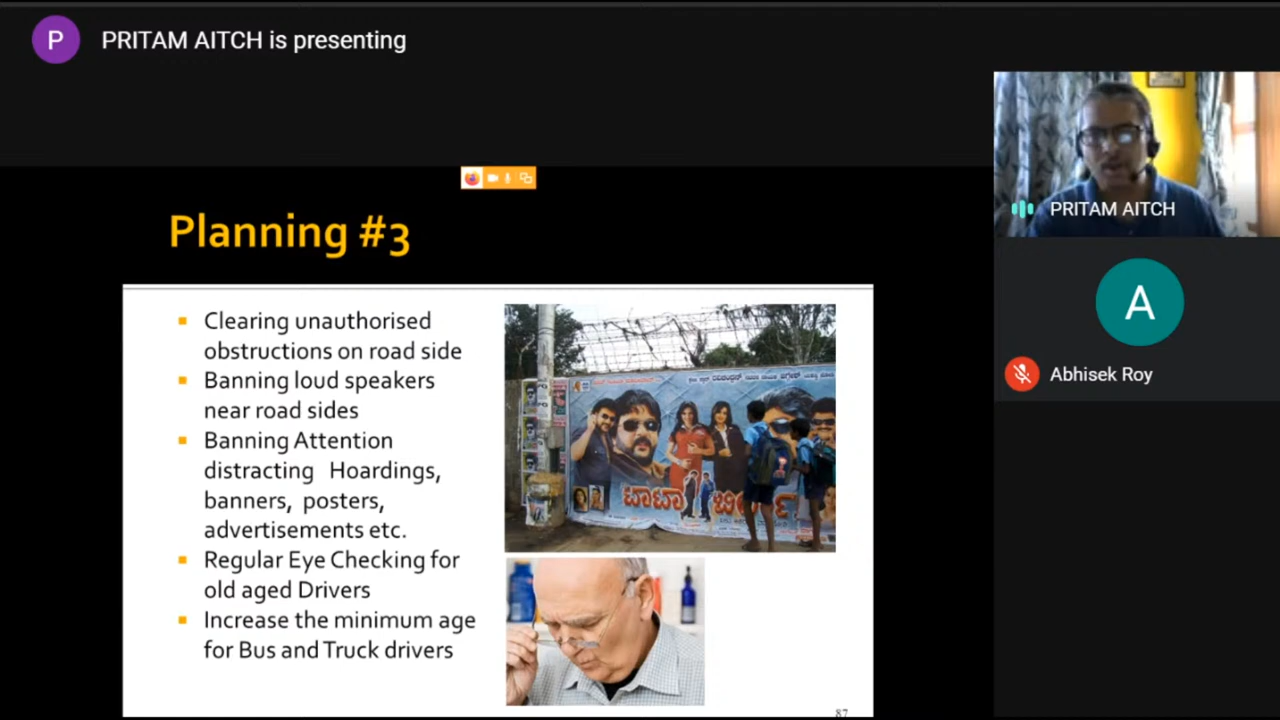 P
PRITAM AITCH is presenting
Planning #3
Clearing unauthorised
obstructions on road side
Banning loud speakers
near road sides
Banning Attention
distracting Hoardings,
banners, posters,
advertisements etc.
Regular Eye Checking for
old aged Drivers
Increase the minimum age
for Bus and Truck drivers
ಟಾಟಾ
87
PRITAM AITCH
A
Abhisek Roy